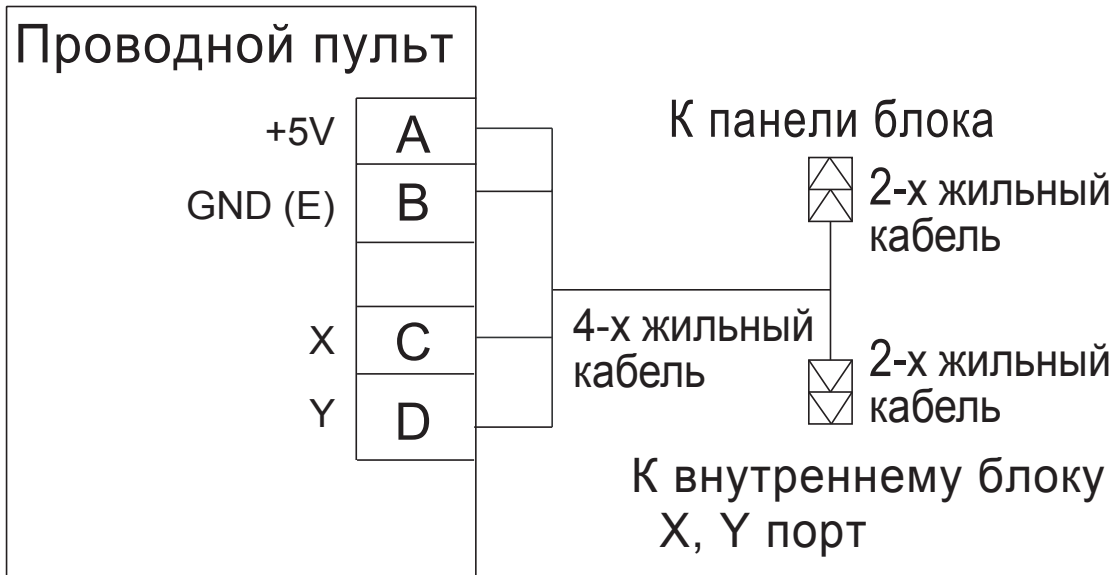 Проводной пульт
+5V
A
GND (E)
B
X
C
Y
D
4-х жильный
кабель
К панели блока
2-х жильный
кабель
2-х жильный
кабель
К внутреннему блоку
X, Y порт